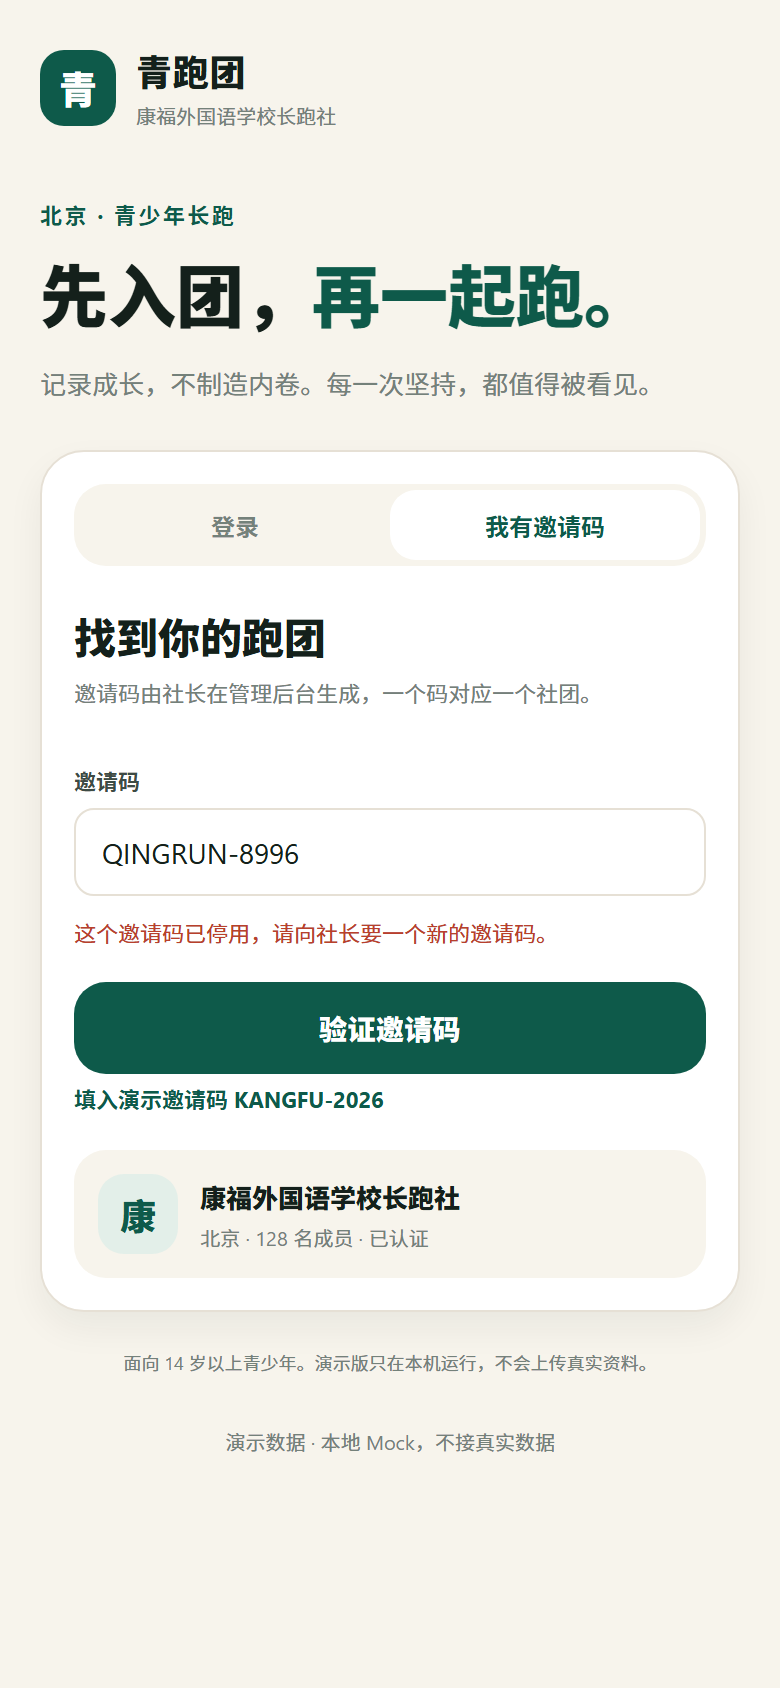 青
青跑团
康福外国语学校长跑社
北京 · 青少年长跑
先入团，再一起跑。
记录成长，不制造内卷。每一次坚持，都值得被看见。
登录
我有邀请码
找到你的跑团
邀请码由社长在管理后台生成，一个码对应一个社团。
邀请码
QINGRUN-8996
这个邀请码已停用，请向社长要一个新的邀请码。
验证邀请码
填入演示邀请码 KANGFU-2026
康
康福外国语学校长跑社
北京 · 128 名成员 · 已认证
面向 14 岁以上青少年。演示版只在本机运行，不会上传真实资料。
演示数据 · 本地 Mock，不接真实数据